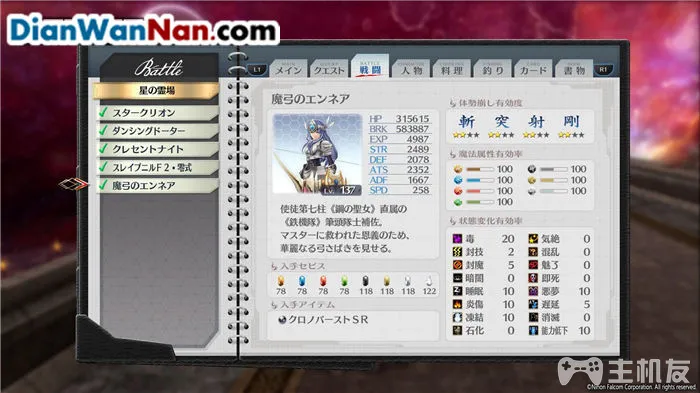 DianWanNan.com
Battle
L1
メイン
クエスト
BATTLE
戦闘
人物
料理
釣り
カード
書物
R1
星の霊場
スタークリオン
ダンシングドーター
クレセントナイト
スレイプニルF2・零式
魔弓のエンネア
魔弓のエンネア
Lv. 137
HP 315615
BRK 583887
EXP 4987
STR 2489
DEF 2078
ATS 2352
ADF 1667
SPD 258
使徒第七柱《鋼の聖女》直属の
《鉄機隊》筆頭隊士補佐。
マスターに救われた恩義のため、
華麗なる弓さばきを見せる。
入手セピス
78 78 78 78 118 118 118 122
入手アイテム
クロノバーストSR
体勢崩し有効度
斬 突 射 剛
魔法属性有効率
100 100
100 100
100 100
100
状態変化有効率
毒 20 気絶 0
封技 2 混乱 0
封魔 5 魅了 0
暗闇 0 即死 0
睡眠 10 悪夢 10
炎傷 10 遅延 5
凍結 10 消滅 0
石化 0 能力低下 10
主机友
©Nihon Falcom Corporation. All rights reserved.